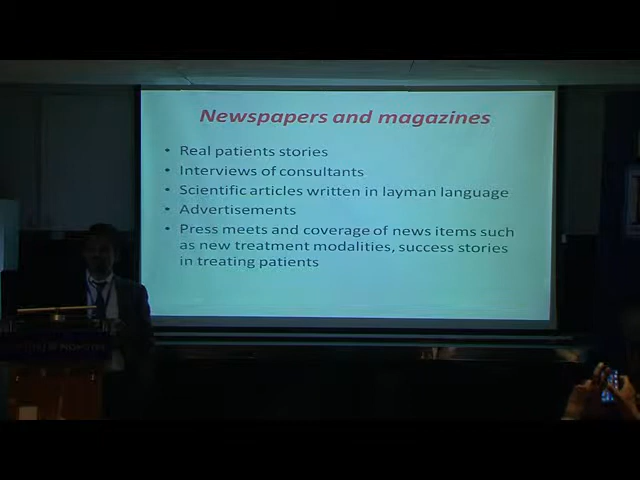 Newspapers and magazines
• Real patients stories
• Interviews of consultants
• Scientific articles written in layman language
• Advertisements
• Press meets and coverage of news items such
as new treatment modalities, success stories
in treating patients